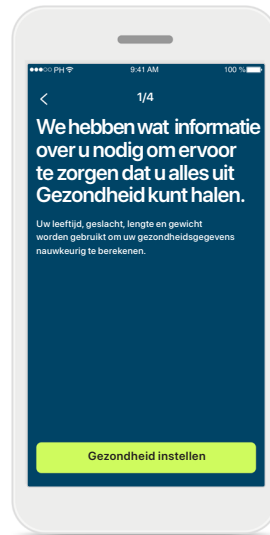 ●●●○○ PH 9:41 AM 100 %
1/4
We hebben wat informatie
over u nodig om ervoor
te zorgen dat u alles uit
Gezondheid kunt halen.
Uw leeftijd, geslacht, lengte en gewicht
worden gebruikt om uw gezondheidsgegevens
nauwkeurig te berekenen.
Gezondheid instellen